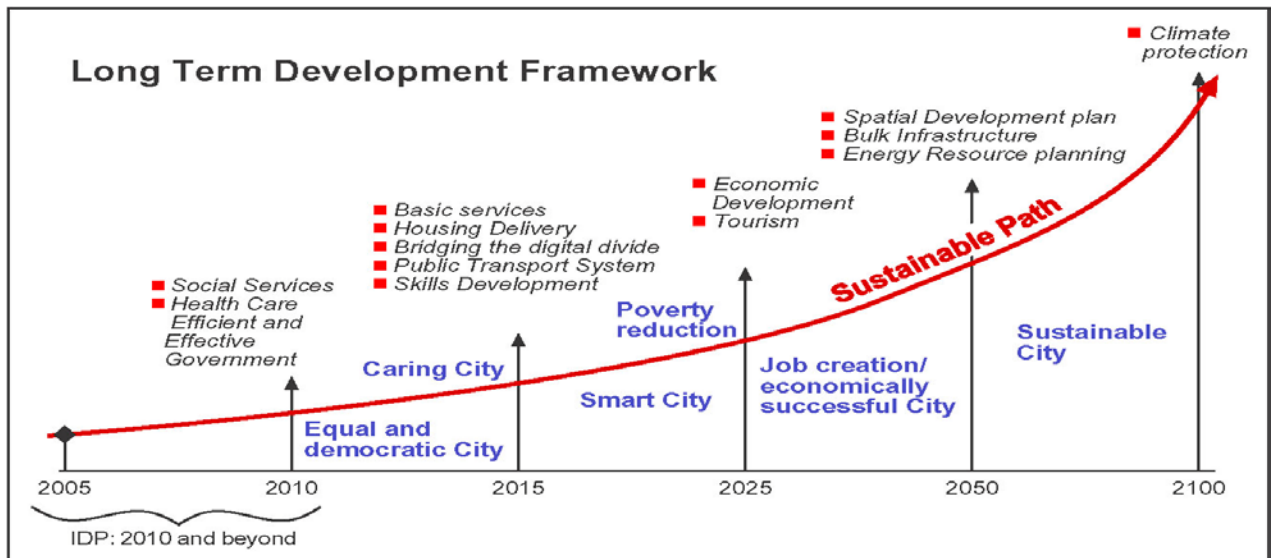 Long Term Development Framework
Climate
protection
Spatial Development plan
Bulk Infrastructure
Energy Resource planning
Economic
Development
Tourism
Basic services
Housing Delivery
Bridging the digital divide
Public Transport System
Skills Development
Social Services
Health Care
Efficient and
Effective
Government
Sustainable Path
Poverty
reduction
Caring City
Smart City
Job creation/
economically
successful City
Sustainable
City
Equal and
democratic City
2005 2010 2015 2025 2050 2100
IDP: 2010 and beyond